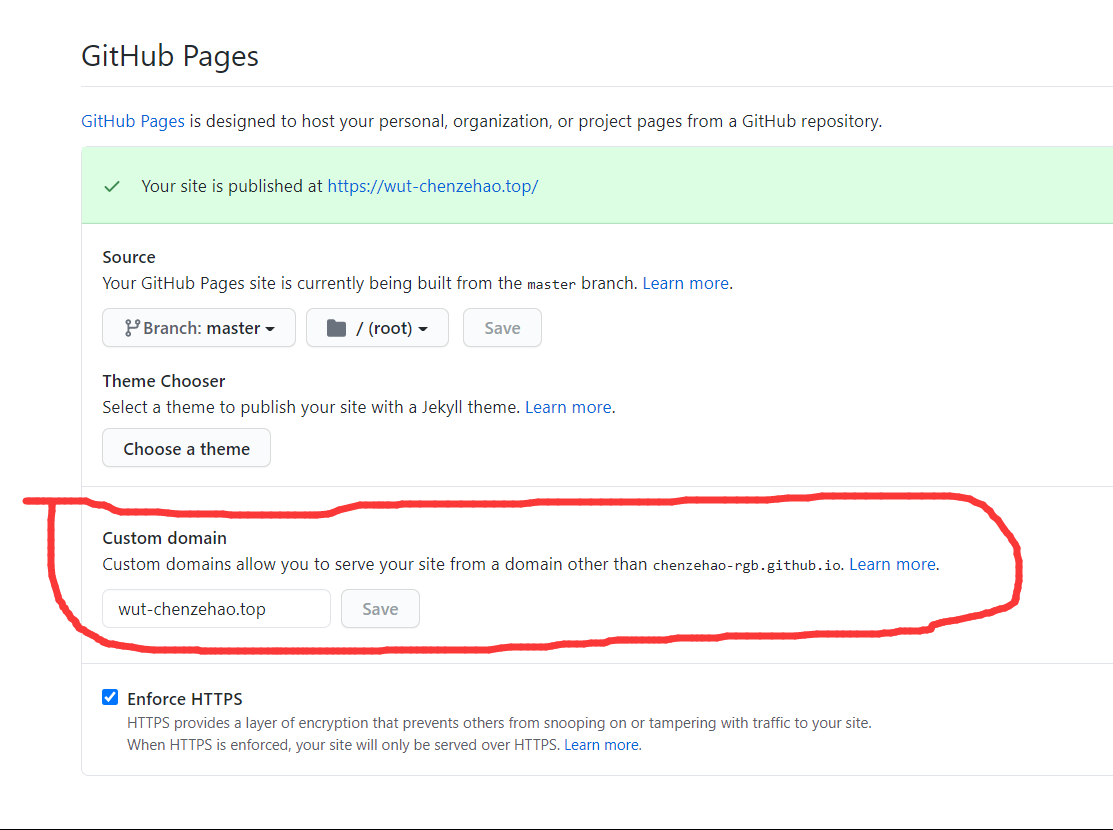 GitHub Pages
GitHub Pages is designed to host your personal, organization, or project pages from a GitHub repository.
Your site is published at https://wut-chenzehao.top/
Source
Your GitHub Pages site is currently being built from the master branch. Learn more.
Branch: master / (root) Save
Theme Chooser
Select a theme to publish your site with a Jekyll theme. Learn more.
Choose a theme
Custom domain
Custom domains allow you to serve your site from a domain other than chenzehao-rgb.github.io. Learn more.
wut-chenzehao.top Save
Enforce HTTPS
HTTPS provides a layer of encryption that prevents others from snooping on or tampering with traffic to your site.
When HTTPS is enforced, your site will only be served over HTTPS. Learn more.